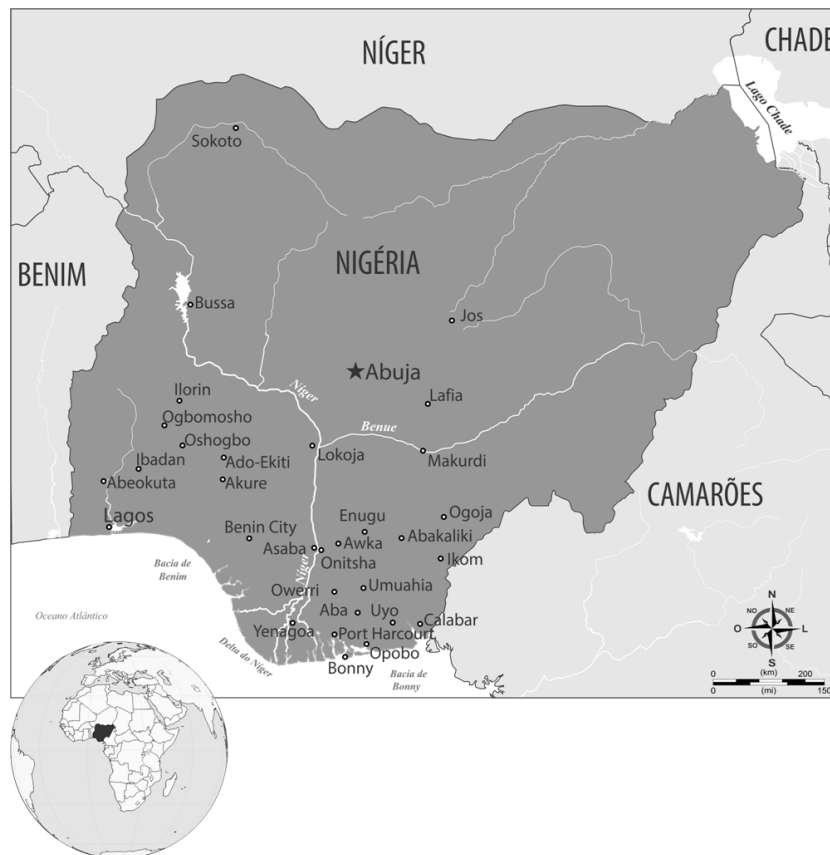 NÍGER
CHADE
Lago Chade
Sokoto
BENIM
NIGÉRIA
Bussa
Jos
Abuja
Níger
Ilorin
Lafia
Ogbomosho
Benue
Oshogbo
Lokoja
Makurdi
Ibadan
Ado-Ekiti
Abeokuta
Akure
CAMARÕES
Lagos
Ogoja
Benin City
Enugu
Abakaliki
Asaba
Awka
Onitsha
Ikom
Bacia de
Benim
Níger
Owerri
Umuahia
Oceano Atlântico
Aba
Uyo
Calabar
Yenagoa
Port Harcourt
Delta do Níger
Opobo
Bonny
Bacia de
Bonny
N
NO
NE
O
L
SO
SE
S
0
(km)
200
0
(mi)
150